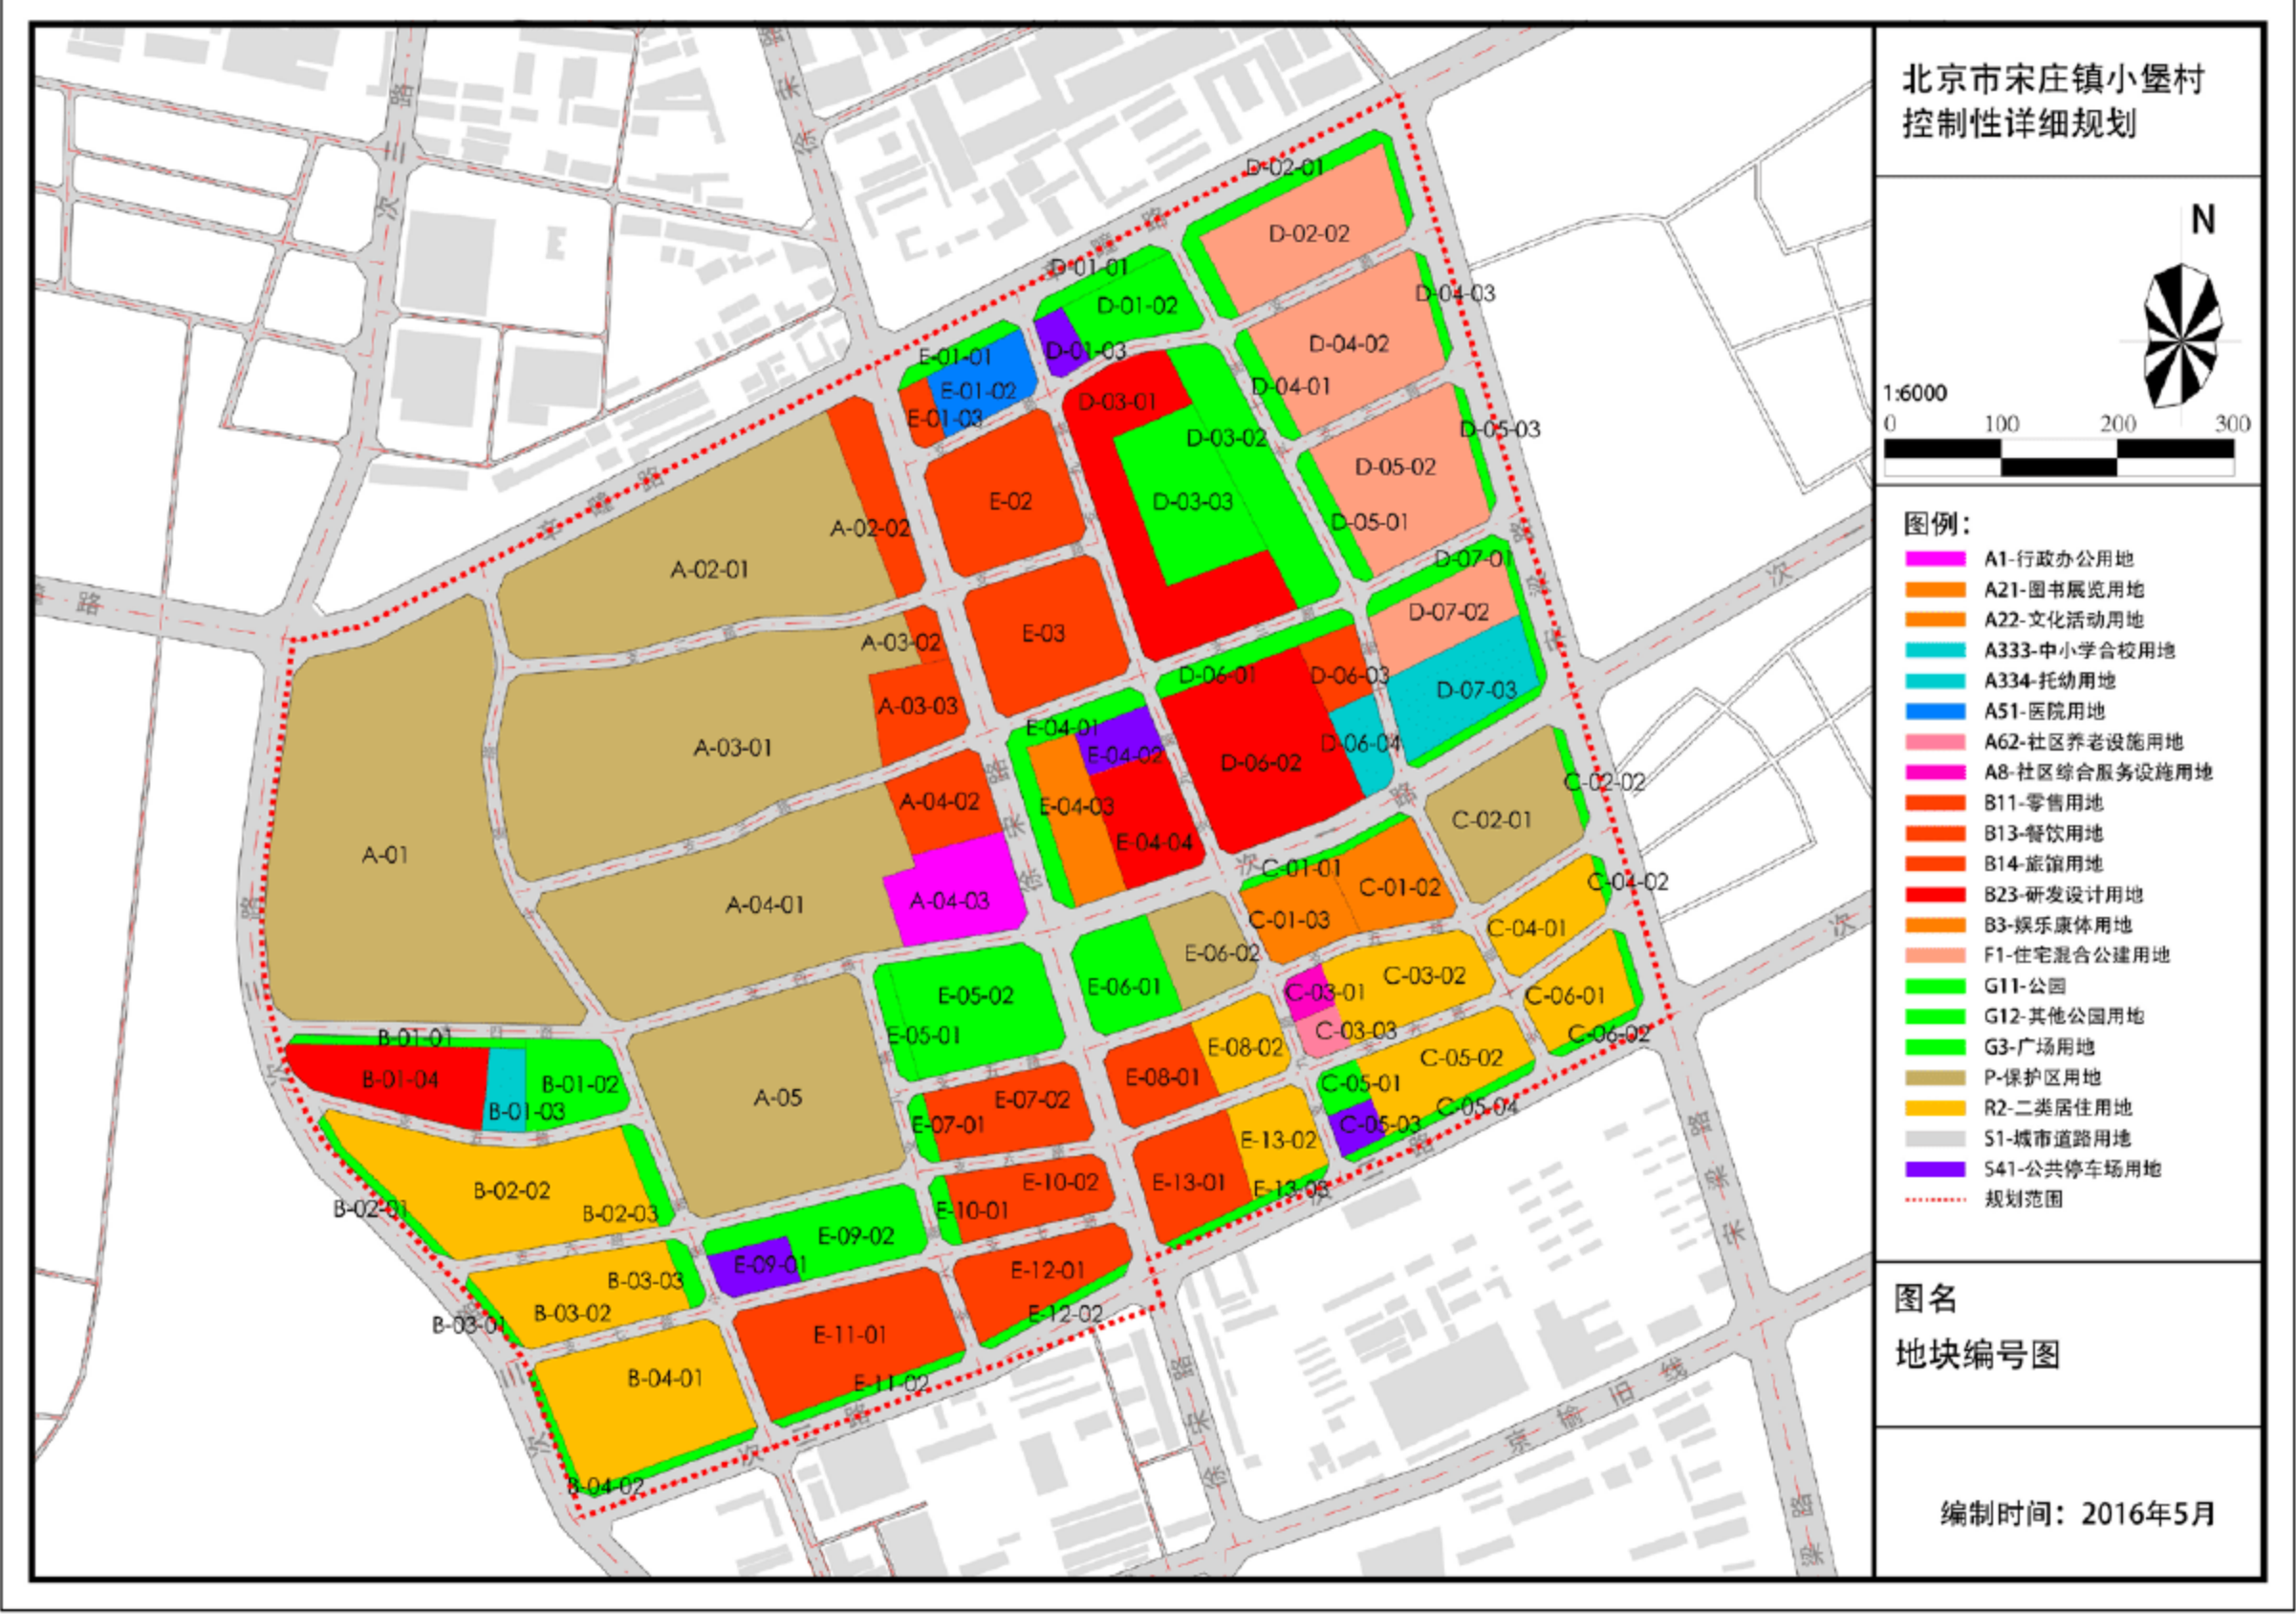 北京市宋庄镇小堡村
控制性详细规划
N
1:6000
0 100 200 300
图例：
A1-行政办公用地
A21-图书展览用地
A22-文化活动用地
A333-中小学合校用地
A334-托幼用地
A51-医院用地
A62-社区养老设施用地
A8-社区综合服务设施用地
B11-零售用地
B13-餐饮用地
B14-旅馆用地
B23-研发设计用地
B3-娱乐康体用地
F1-住宅混合公建用地
G11-公园
G12-其他公园用地
G3-广场用地
P-保护区用地
R2-二类居住用地
S1-城市道路用地
S41-公共停车场用地
规划范围
图名
地块编号图
编制时间：2016年5月
D-02-01
D-02-02
D-01-01
D-01-02
D-01-03
D-04-03
D-04-02
D-04-01
E-01-01
E-01-02
E-01-03
D-03-01
D-03-02
D-03-03
D-05-03
D-05-02
D-05-01
E-02
A-02-02
A-02-01
D-07-01
D-07-02
D-07-03
E-03
A-03-02
A-03-03
A-03-01
D-06-01
D-06-03
D-06-04
D-06-02
E-04-01
E-04-02
E-04-03
E-04-04
A-04-02
A-04-03
A-04-01
A-01
C-02-02
C-02-01
C-01-01
C-01-02
C-01-03
C-04-02
C-04-01
E-06-02
E-06-01
E-05-02
E-05-01
C-03-02
C-03-01
C-03-03
C-06-01
C-06-02
B-01-01
B-01-04
B-01-03
B-01-02
A-05
E-08-02
E-08-01
C-05-02
C-05-01
C-05-03
C-05-04
E-07-02
E-07-01
E-13-02
E-13-01
E-13-03
B-02-02
B-02-01
B-02-03
E-10-02
E-10-01
E-09-02
E-09-01
B-03-03
B-03-02
B-03-01
E-12-01
E-12-02
E-11-01
E-11-02
B-04-01
B-04-02
京榆旧线